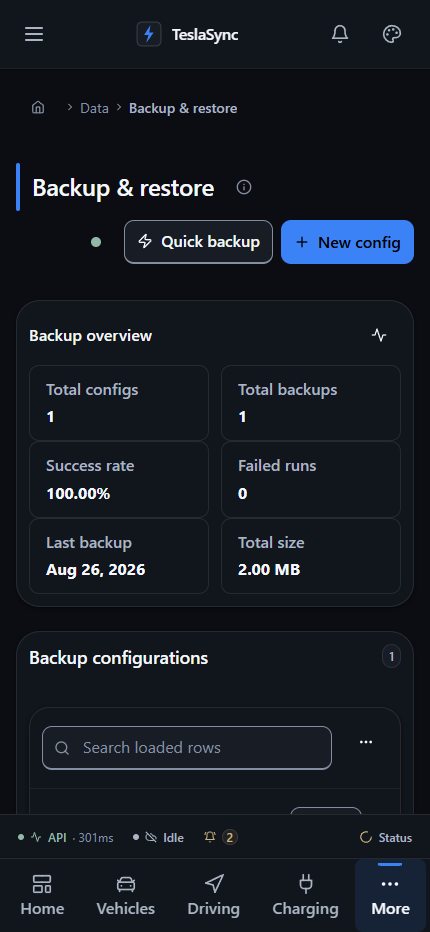 TeslaSync
Data
Backup & restore
Backup & restore
Quick backup
New config
Backup overview
Total configs
1
Total backups
1
Success rate
100.00%
Failed runs
0
Last backup
Aug 26, 2026
Total size
2.00 MB
Backup configurations
1
Search loaded rows
API · 301ms
Idle
2
Status
Home
Vehicles
Driving
Charging
More